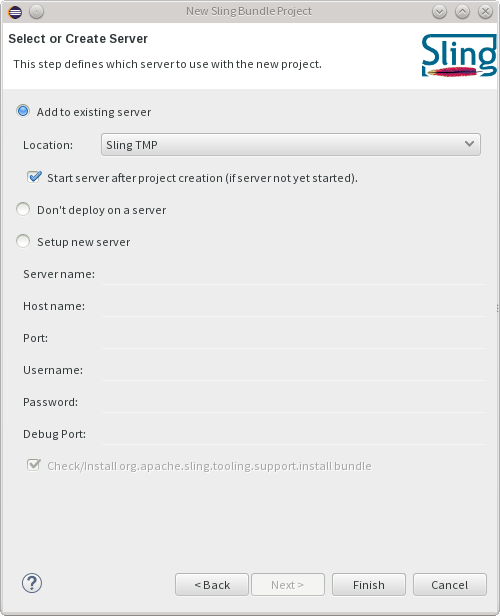 New Sling Bundle Project
Select or Create Server
This step defines which server to use with the new project.
Sling
Add to existing server
Location: Sling TMP
Start server after project creation (if server not yet started).
Don't deploy on a server
Setup new server
Server name:
Host name:
Port:
Username:
Password:
Debug Port:
Check/Install org.apache.sling.tooling.support.install bundle
? < Back Next > Finish Cancel